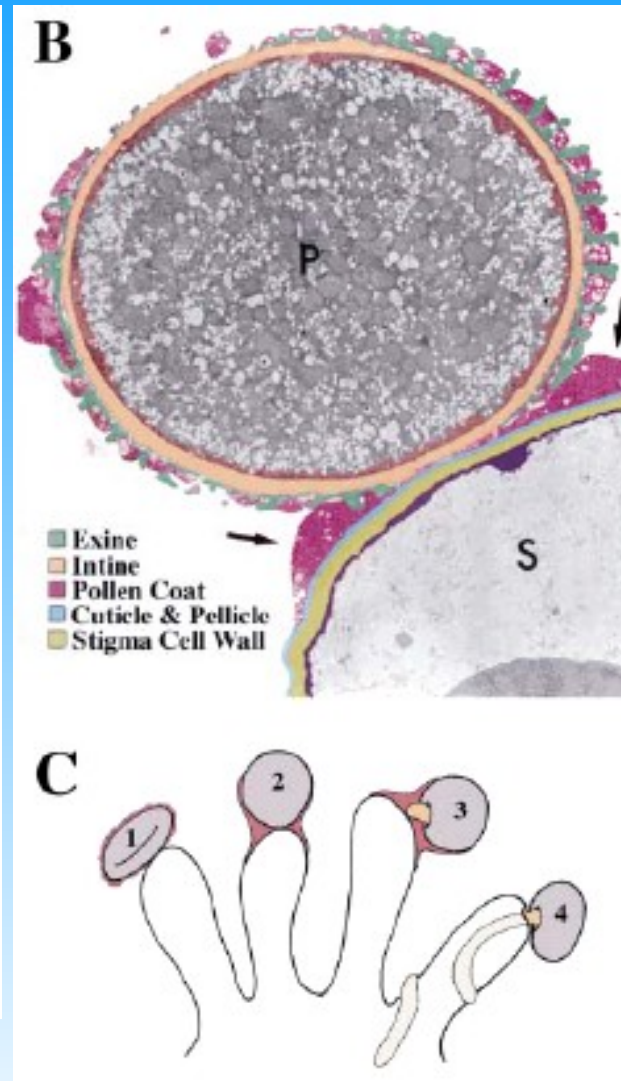 B
P
S
Exine
Intine
Pollen Coat
Cuticle & Pellicle
Stigma Cell Wall
C
1
2
3
4